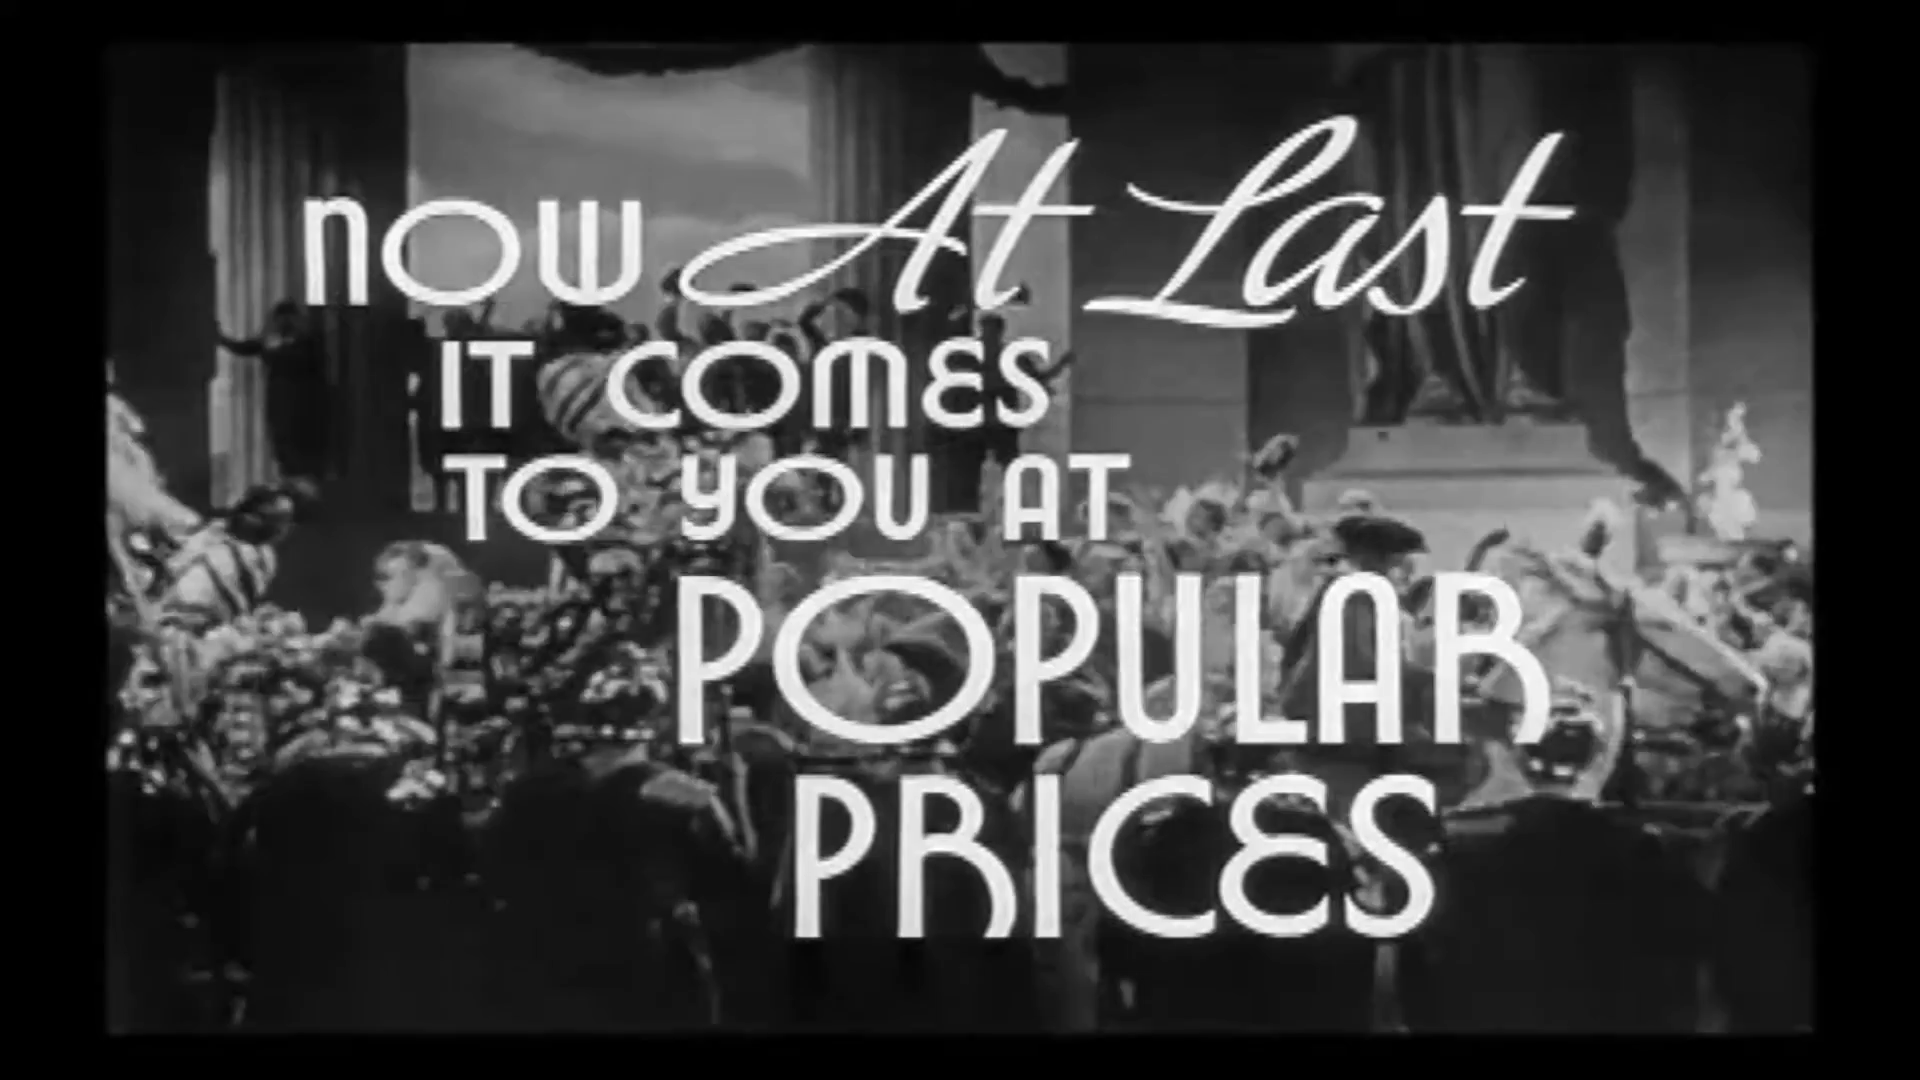 NOW At Last
IT COMES
TO YOU AT
POPULAR
PRICES